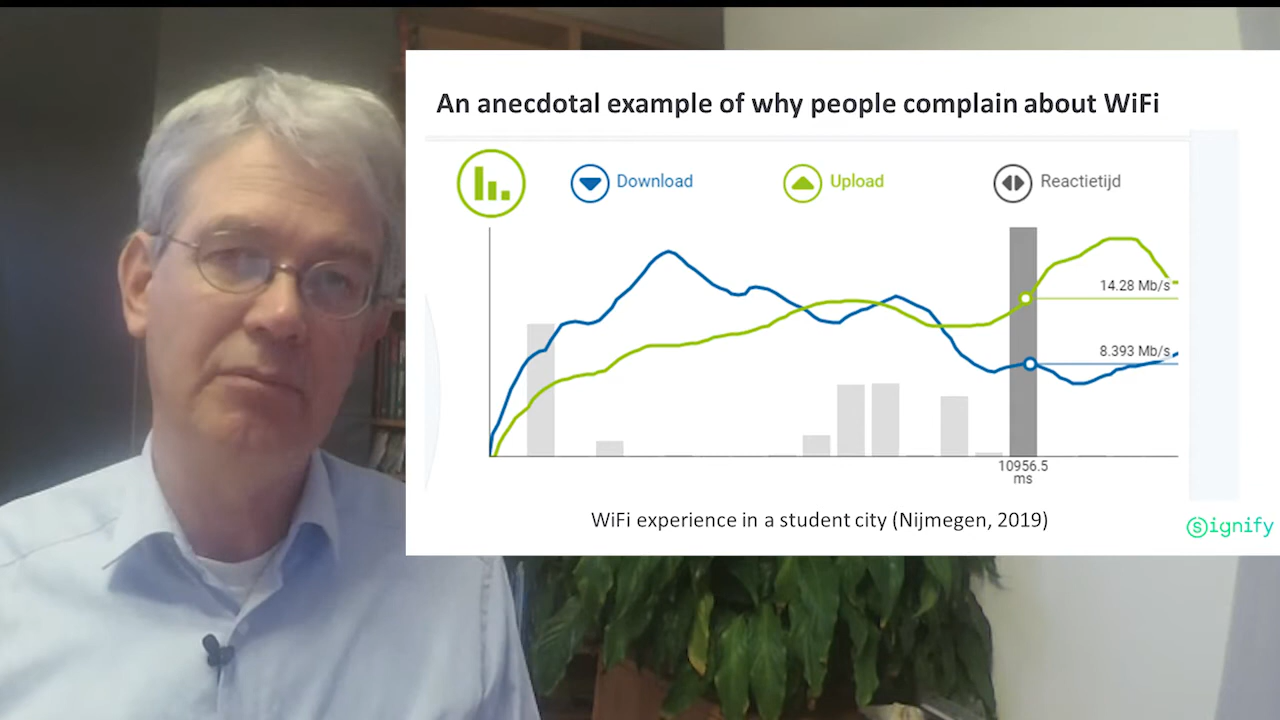 An anecdotal example of why people complain about WiFi
Download
Upload
Reactietijd
14.28 Mb/s
8.393 Mb/s
10956.5
ms
WiFi experience in a student city (Nijmegen, 2019)
signify